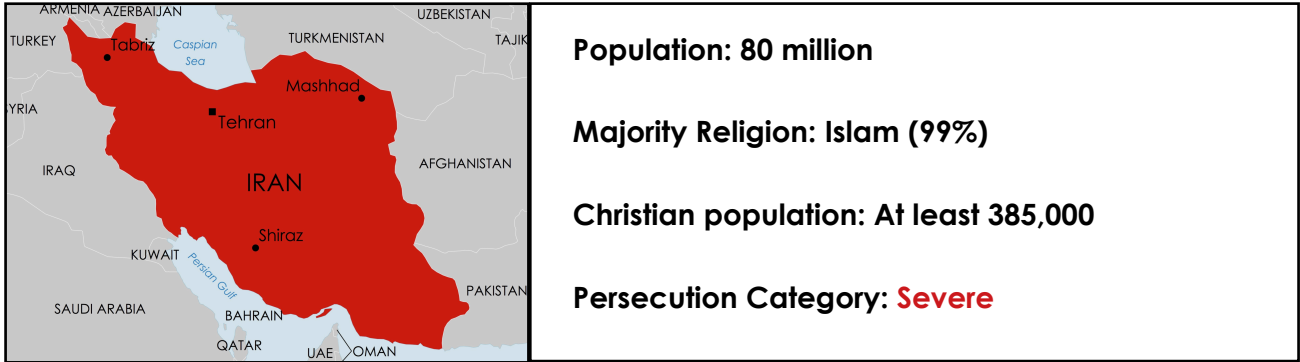 ARMENIA AZERBAIJAN
UZBEKISTAN
TURKEY
Tabriz
Caspian
Sea
TURKMENISTAN
TAJIK
Mashhad
SYRIA
Tehran
IRAQ
AFGHANISTAN
IRAN
Shiraz
KUWAIT
Persian Gulf
PAKISTAN
SAUDI ARABIA
BAHRAIN
QATAR
UAE
OMAN
Population: 80 million
Majority Religion: Islam (99%)
Christian population: At least 385,000
Persecution Category: Severe